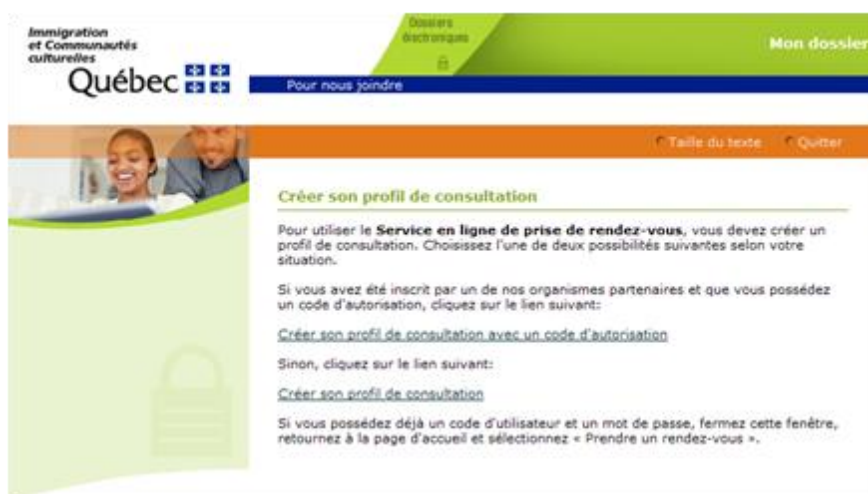 Immigration
et Communautés
culturelles
Québec
Dossiers
électroniques
Mon dossier
Pour nous joindre
Taille du texte
Quitter
Créer son profil de consultation
Pour utiliser le Service en ligne de prise de rendez-vous, vous devez créer un
profil de consultation. Choisissez l'une de deux possibilités suivantes selon votre
situation.
Si vous avez été inscrit par un de nos organismes partenaires et que vous possédez
un code d'autorisation, cliquez sur le lien suivant:
Créer son profil de consultation avec un code d'autorisation
Sinon, cliquez sur le lien suivant:
Créer son profil de consultation
Si vous possédez déjà un code d'utilisateur et un mot de passe, fermez cette fenêtre,
retournez à la page d'accueil et sélectionnez « Prendre un rendez-vous ».